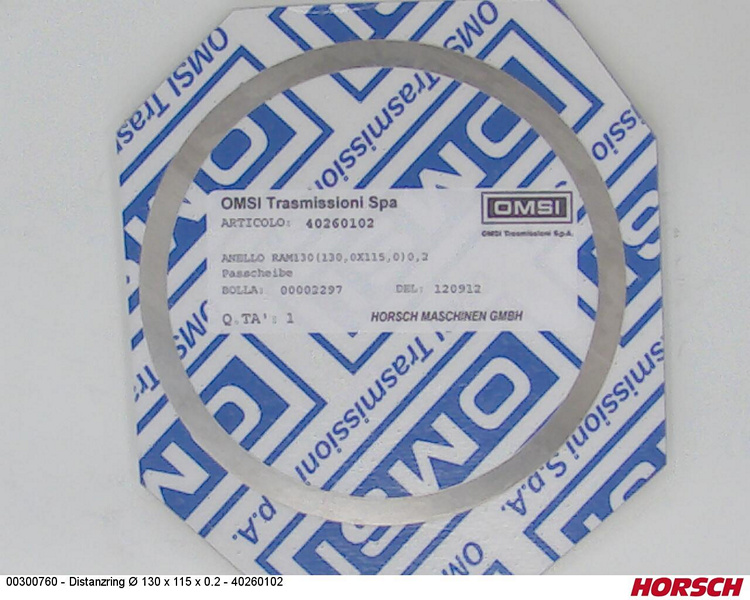 OMSI Trasmissioni Spa
OMSI
ARTICOLO: 40260102
OMSI Trasmissioni S.p.A.
ANELLO RAM130(130,0X115,0)0,2
Passcheibe
BOLLA: 00002297 DEL: 120912
Q.TA': 1 HORSCH MASCHINEN GMBH
00300760 - Distanzring Ø 130 x 115 x 0.2 - 40260102
HORSCH